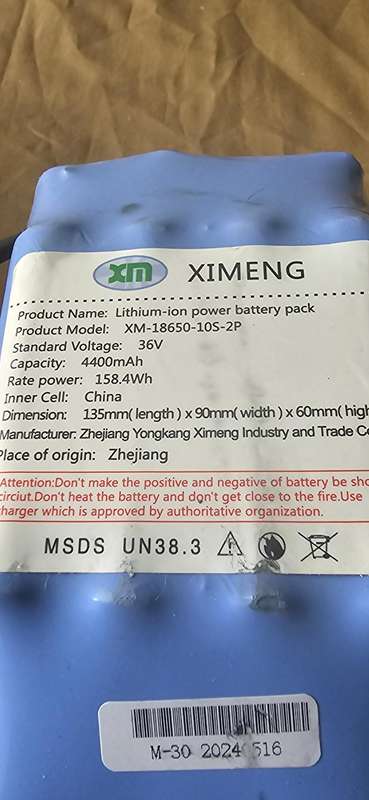 XM XIMENG
Product Name: Lithium-ion power battery pack
Product Model: XM-18650-10S-2P
Standard Voltage: 36V
Capacity: 4400mAh
Rate power: 158.4Wh
Inner Cell: China
Dimension: 135mm( length ) x 90mm( width ) x 60mm( hig
Manufacturer: Zhejiang Yongkang Ximeng Industry and Trade C
Place of origin: Zhejiang
Attention:Don't make the positive and negative of battery be sho
circiut.Don't heat the battery and don't get close to the fire.Use
charger which is approved by authoritative organization.
MSDS UN38.3
M-30 2024 516